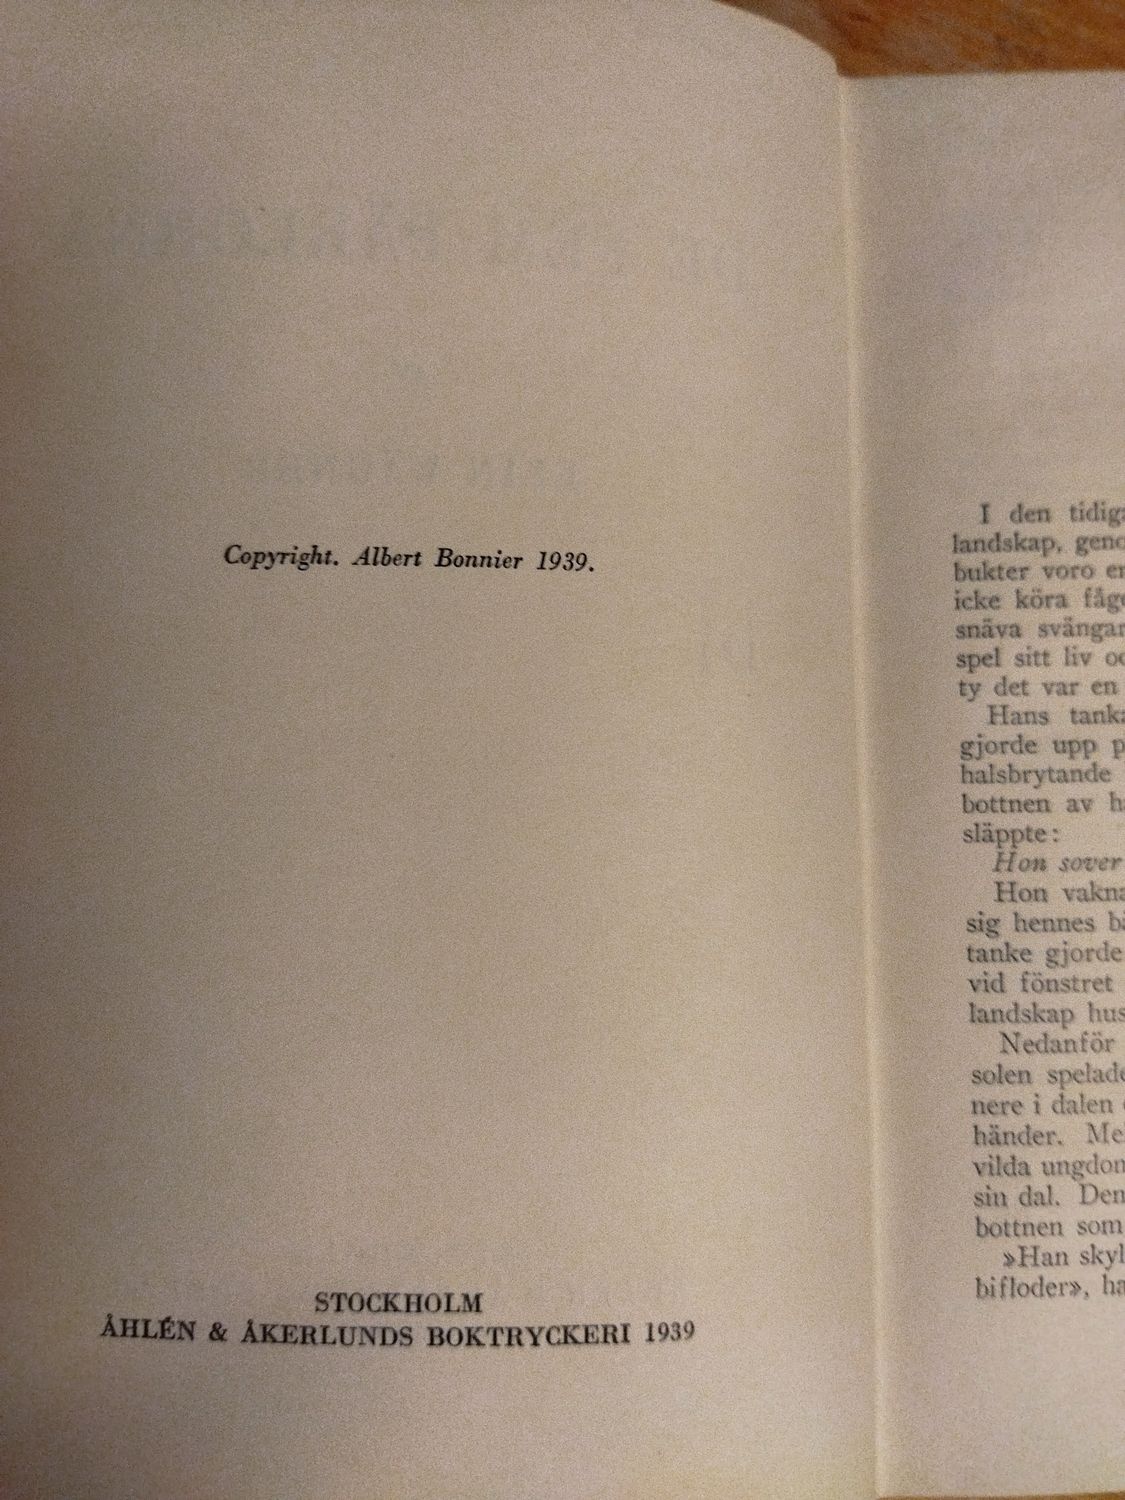 Copyright. Albert Bonnier 1939.
STOCKHOLM
ÅHLÉN & ÅKERLUNDS BOKTRYCKERI 1939
I den
landskap,
bukter voro
icke köra
snäva svängar
spel sitt liv
ty det var en
Hans
gjorde upp
halsbrytande
bottnen av
släppte:
Hon sover
Hon
sig hennes
tanke gjorde
vid fönstret
landskap
Nedanför
solen
nere i dalen
händer.
vilda
sin dal.
bottnen som
»Han
bifloder»,